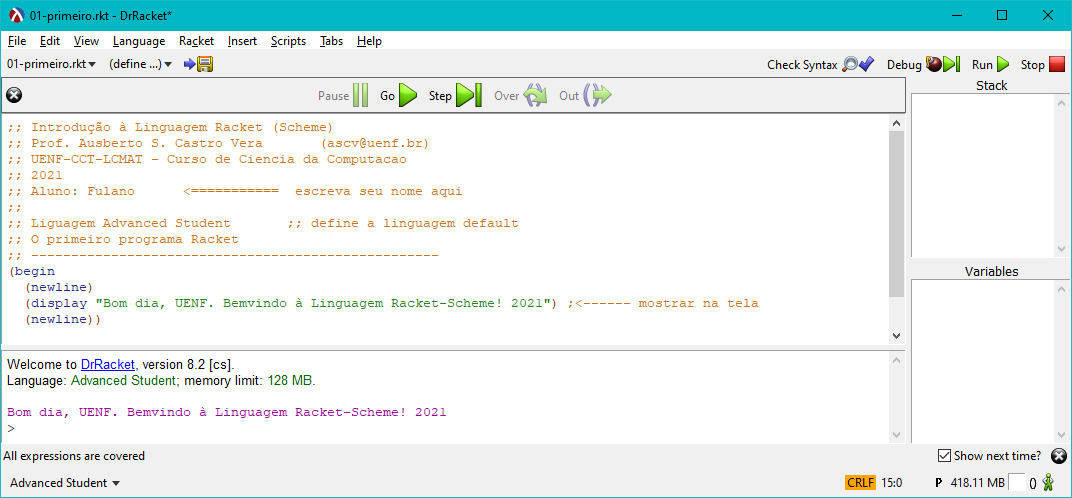 01-primeiro.rkt - DrRacket*
File Edit View Language Racket Insert Scripts Tabs Help
01-primeiro.rkt (define ...) Check Syntax Debug Run Stop
Pause Go Step Over Out
Stack
;; Introdução à Linguagem Racket (Scheme)
;; Prof. Ausberto S. Castro Vera       (ascv@uenf.br)
;; UENF-CCT-LCMAT - Curso de Ciencia da Computacao
;; 2021
;; Aluno: Fulano      <===========  escreva seu nome aqui
;;
;; Liguagem Advanced Student       ;; define a linguagem default
;; O primeiro programa Racket
;; ---------------------------------------------------
(begin
  (newline)
  (display "Bom dia, UENF. Bemvindo à Linguagem Racket-Scheme! 2021") ;<------ mostrar na tela
  (newline))
Variables
Welcome to DrRacket, version 8.2 [cs].
Language: Advanced Student; memory limit: 128 MB.
Bom dia, UENF. Bemvindo à Linguagem Racket-Scheme! 2021
>
All expressions are covered
Show next time?
Advanced Student CRLF 15:0 P 418.11 MB ()